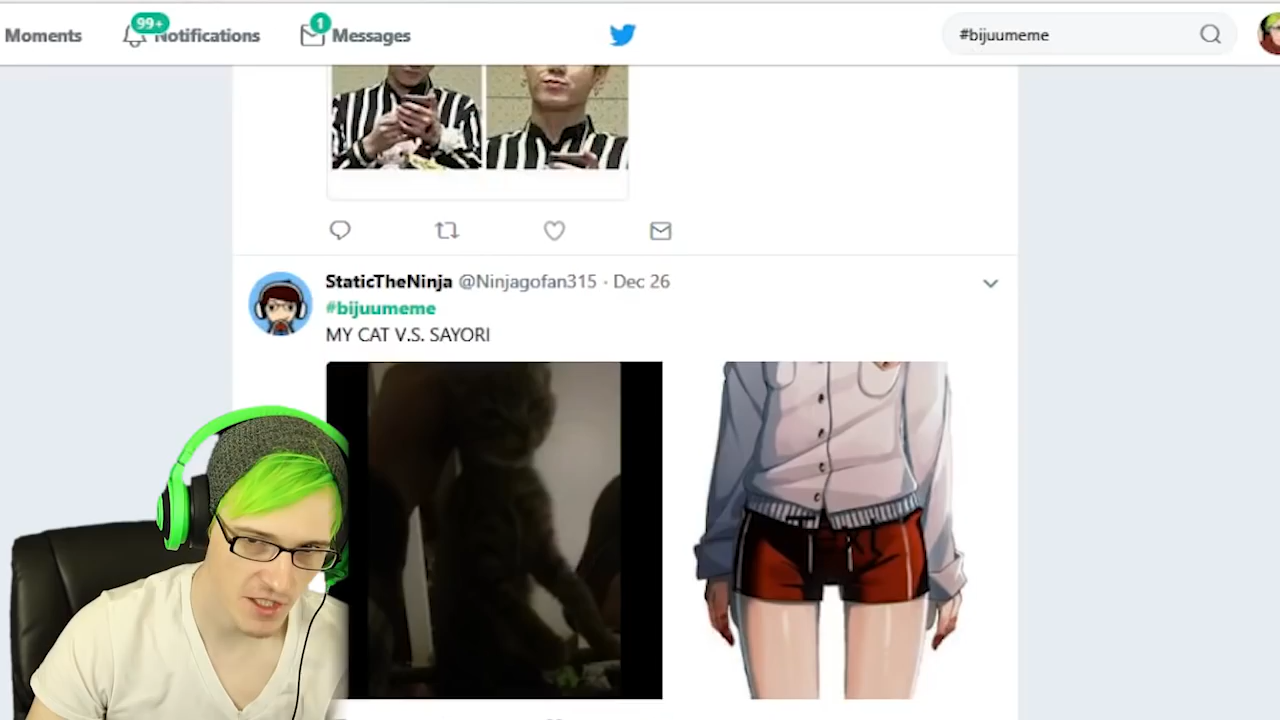 Moments 99+ Notifications 1 Messages #bijuumeme
StaticTheNinja @Ninjagofan315 · Dec 26
#bijuumeme
MY CAT V.S. SAYORI